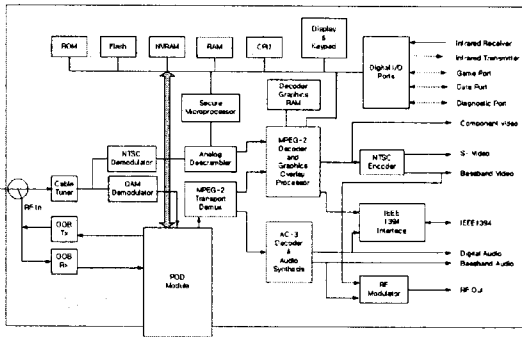 ROM
Flash
NVRAM
RAM
CPU
Display
&
Keypad
Digital I/O
Ports
Infrared Receiver
Infrared Transmitter
Game Port
Data Port
Diagnostic Port
Secure
Microprocessor
Decoder
Graphics
RAM
Component Video
NTSC
Demodulator
Analog
Descrambler
MPEG-2
Decoder
and
Graphics
Overlay
Processor
NTSC
Encoder
S- Video
Baseband Video
RF In
Cable
Tuner
QAM
Demodulator
MPEG-2
Transport
Demux
IEEE
1394
Interface
IEEE1394
OOB
Tx
OOB
Rx
POD
Module
AC-3
Decoder
&
Audio
Synthesis
Digital Audio
Baseband Audio
RF
Modulator
RF Out